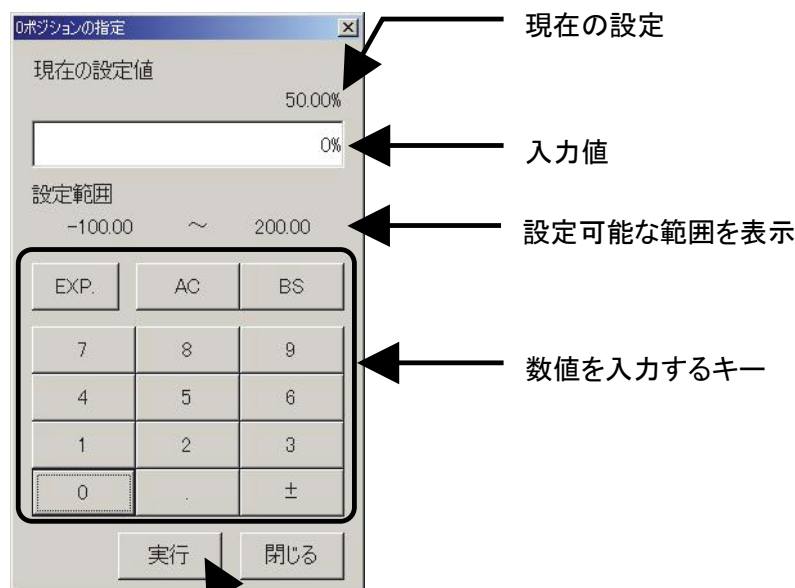 0ポジションの指定
現在の設定
現在の設定値
50.00%
0%
入力値
設定範囲
-100.00 ～ 200.00
設定可能な範囲を表示
EXP. AC BS
7 8 9
数値を入力するキー
4 5 6
1 2 3
0 . ±
実行 閉じる